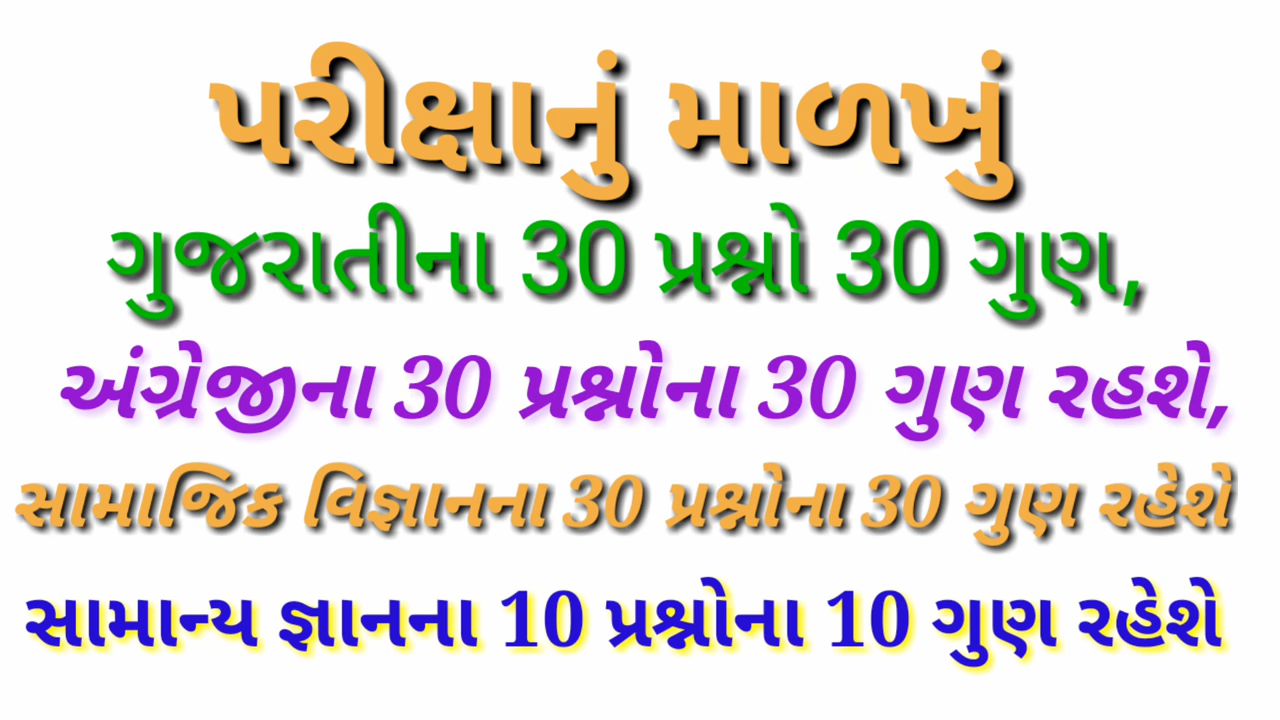 પરીક્ષાનું માળખું
ગુજરાતીના 30 પ્રશ્નો 30 ગુણ,
અંગ્રેજીના 30 પ્રશ્નોના 30 ગુણ રહશે,
સામાજિક વિજ્ઞાનના 30 પ્રશ્નોના 30 ગુણ રહેશે
સામાન્ય જ્ઞાનના 10 પ્રશ્નોના 10 ગુણ રહેશે